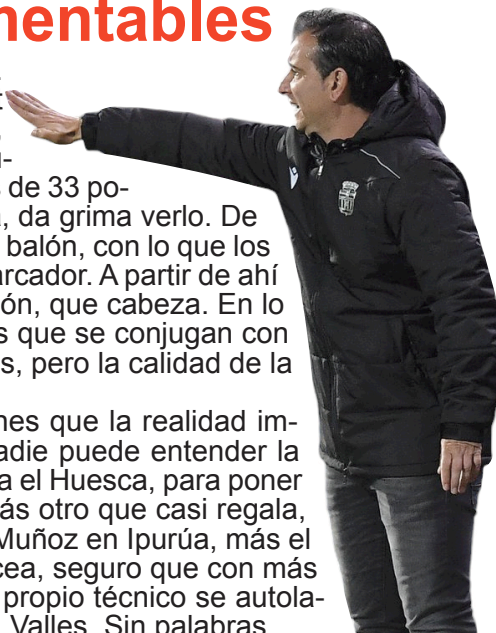 mentables
de 33 po-
, da grima verlo. De
balón, con lo que los
arcador. A partir de ahí
ón, que cabeza. En lo
s que se conjugan con
s, pero la calidad de la
nes que la realidad im-
adie puede entender la
a el Huesca, para poner
ás otro que casi regala,
Muñoz en Ipurúa, más el
cea, seguro que con más
propio técnico se autola-
Valles. Sin palabras